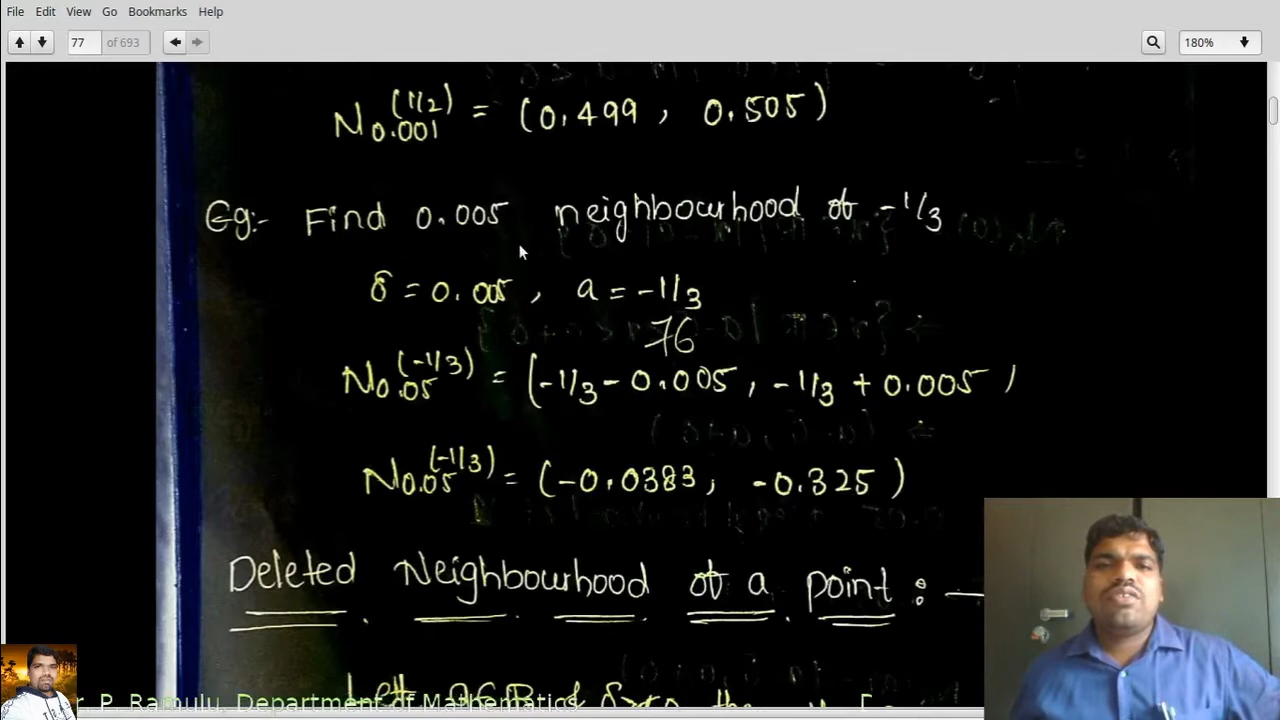 File Edit View Go Bookmarks Help
77 of 693 180%
N0.001(1/2) = (0.499, 0.505)
Eg:- Find 0.005 neighbourhood of -1/3
δ = 0.005, a = -1/3
76
N0.05(-1/3) = (-1/3 - 0.005, -1/3 + 0.005)
N0.05(-1/3) = (-0.0383, -0.325)
Deleted Neighbourhood of a point :—
r. P. Ramulu, Department of Mathematics